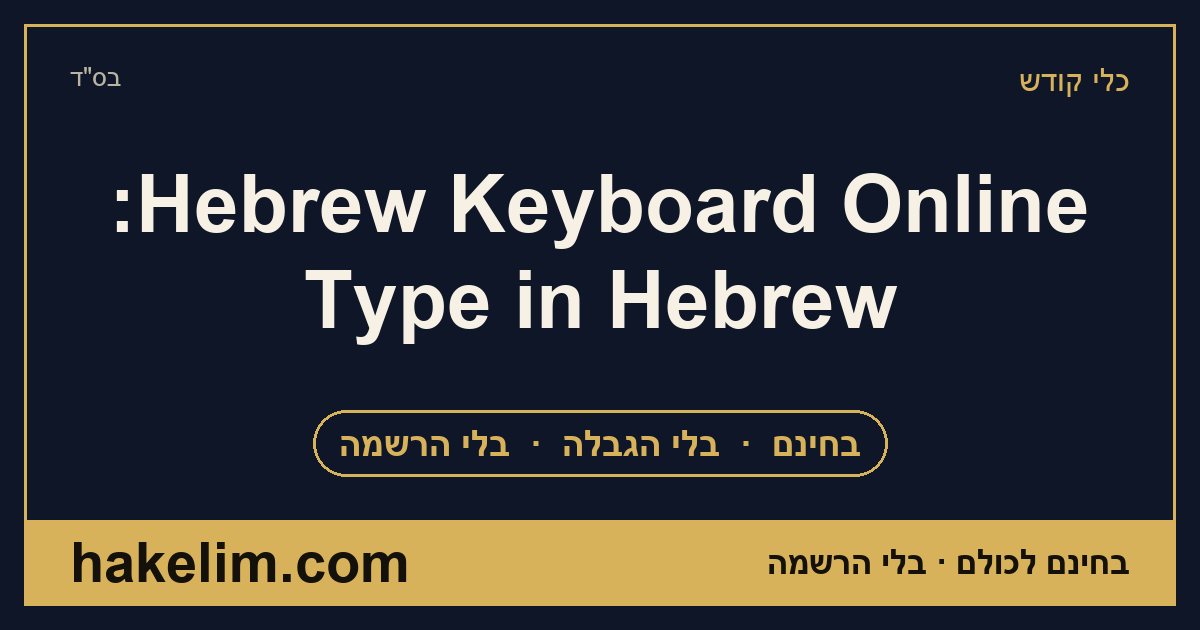 כלי קודש
בס"ד
:Hebrew Keyboard Online
Type in Hebrew
בחינם · בלי הגבלה · בלי הרשמה
hakelim.com
בחינם לכולם · בלי הרשמה